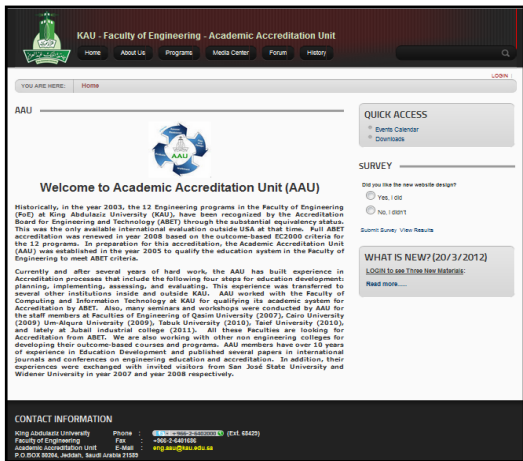 KAU - Faculty of Engineering - Academic Accreditation Unit
Home About Us Programs Media Center Forum History
LOGIN
YOU ARE HERE: Home
AAU
AAU
Welcome to Academic Accreditation Unit (AAU)
Historically, in the year 2003, the 12 Engineering programs in the Faculty of Engineering
(FoE) at King Abdulaziz University (KAU), have been recognized by the Accreditation
Board for Engineering and Technology (ABET) through the substantial equivalency status.
This was the only available international evaluation outside USA at that time. Full ABET
accreditation was renewed in year 2008 based on the outcome-based EC2000 criteria for
the 12 programs. In preparation for this accreditation, the Academic Accreditation Unit
(AAU) was established in the year 2005 to qualify the education system in the Faculty of
Engineering to meet ABET criteria.
Currently and after several years of hard work, the AAU has built experience in
Accreditation processes that include the following four steps for education development:
planning, implementing, assessing, and evaluating. This experience was transferred to
several other institutions inside and outside KAU. AAU worked with the Faculty of
Computing and Information Technology at KAU for qualifying its academic system for
Accreditation by ABET. Also, many seminars and workshops were conducted by AAU for
the staff members at Faculties of Engineering of Qasim University (2007), Cairo University
(2009) Um-Alqura University (2009), Tabuk University (2010), Taief University (2010),
and lately at Jubail industrial college (2011). All these Faculties are looking for
Accreditation from ABET. We are also working with other non engineering colleges for
developing their outcome-based courses and programs. AAU members have over 10 years
of experience in Education Development and published several papers in international
journals and conferences on engineering education and accreditation. In addition, their
experiences were exchanged with invited visitors from San José State University and
Widener University in year 2007 and year 2008 respectively.
QUICK ACCESS
Events Calendar
Downloads
SURVEY
Did you like the new website design?
Yes, I did
No, I didn't
Submit Survey View Results
WHAT IS NEW? (20/3/2012)
LOGIN to see Three New Materials:
Read more.....
CONTACT INFORMATION
King Abdulaziz University Phone : +966-2-6402000 (Ext. 68429)
Faculty of Engineering Fax : +966-2-6401686
Academic Accreditation Unit E-Mail : eng.aau@kau.edu.sa
P.O.BOX 80204, Jeddah, Saudi Arabia 21589